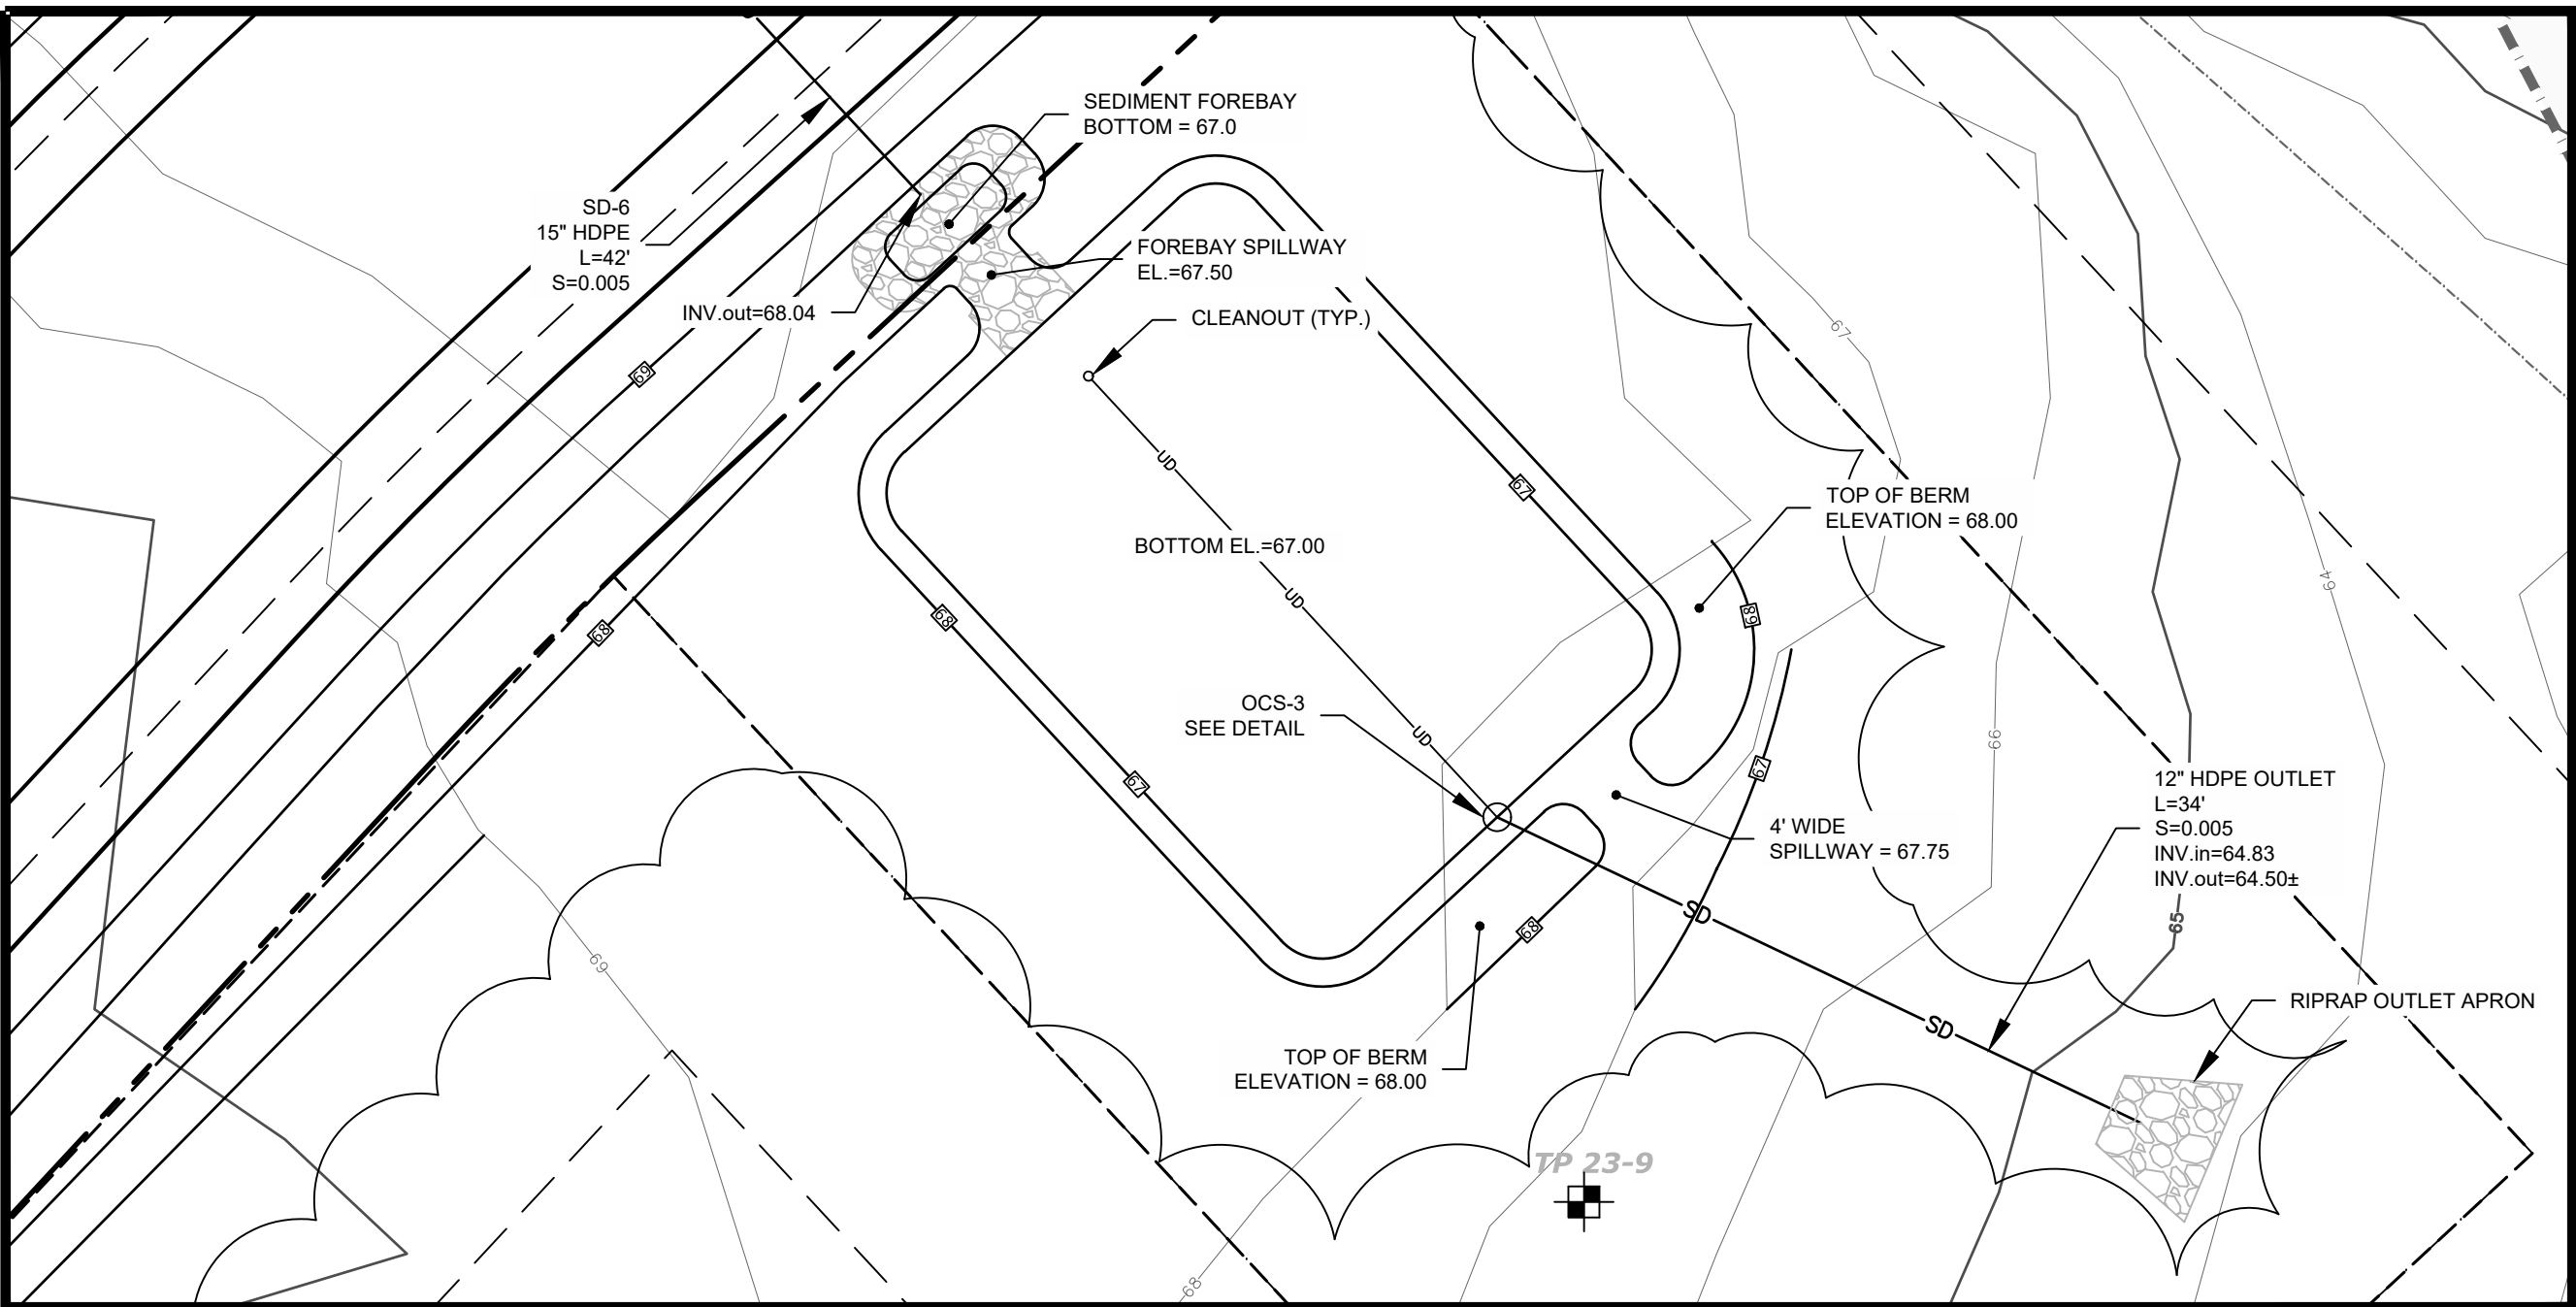 SEDIMENT FOREBAY
BOTTOM = 67.0
SD-6
15" HDPE
L=42'
S=0.005
INV.out=68.04
FOREBAY SPILLWAY
EL.=67.50
CLEANOUT (TYP.)
67
69
UD
67
TOP OF BERM
ELEVATION = 68.00
BOTTOM EL.=67.00
64
UD
68
68
68
OCS-3
SEE DETAIL
UD
66
67
67
12" HDPE OUTLET
L=34'
S=0.005
INV.in=64.83
INV.out=64.50±
4' WIDE
SPILLWAY = 67.75
SD
65
68
69
RIPRAP OUTLET APRON
SD
TOP OF BERM
ELEVATION = 68.00
TP 23-9
68